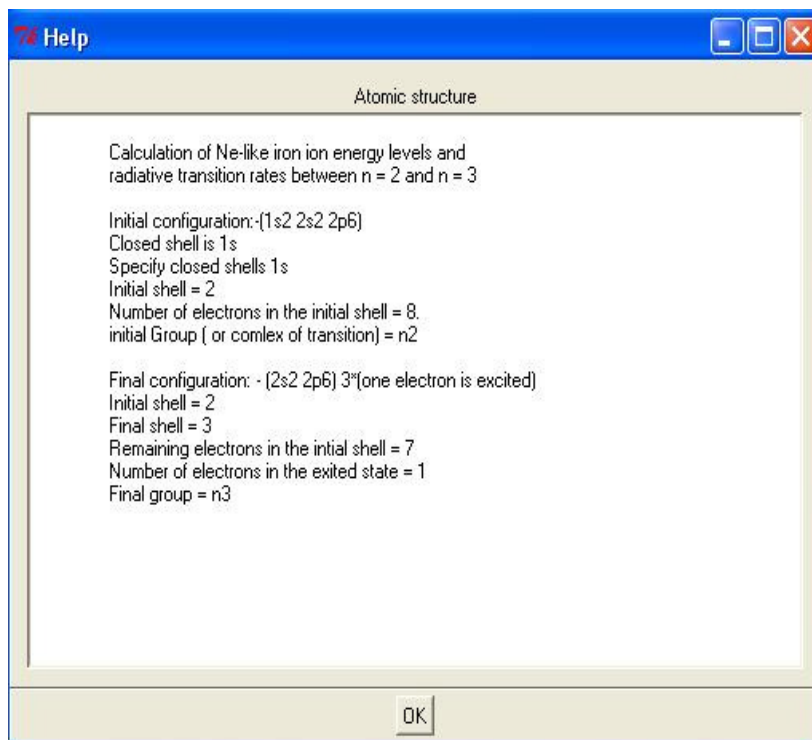 Help
Atomic structure
Calculation of Ne-like iron ion energy levels and
radiative transition rates between n = 2 and n = 3
Initial configuration:-(1s2 2s2 2p6)
Closed shell is 1s
Specify closed shells 1s
Initial shell = 2
Number of electrons in the initial shell = 8.
initial Group ( or comlex of transition) = n2
Final configuration: - (2s2 2p6) 3*(one electron is excited)
Initial shell = 2
Final shell = 3
Remaining electrons in the intial shell = 7
Number of electrons in the exited state = 1
Final group = n3
OK